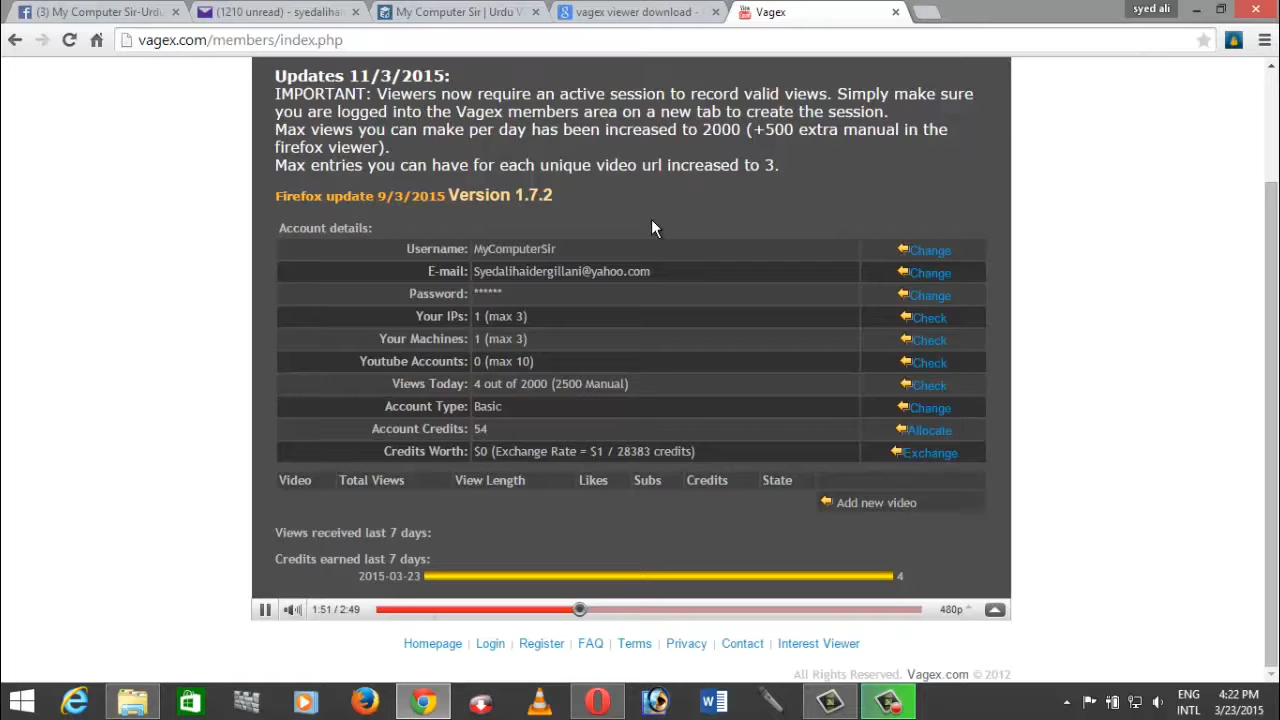 (3) My Computer Sir-Urdu
(1210 unread) - syedalihai
My Computer Sir | Urdu V
vagex viewer download -
Vagex
syed ali
vagex.com/members/index.php
Updates 11/3/2015:
IMPORTANT: Viewers now require an active session to record valid views. Simply make sure
you are logged into the Vagex members area on a new tab to create the session.
Max views you can make per day has been increased to 2000 (+500 extra manual in the
firefox viewer).
Max entries you can have for each unique video url increased to 3.
Firefox update 9/3/2015 Version 1.7.2
Account details:
Username: MyComputerSir Change
E-mail: Syedalihaidergillani@yahoo.com Change
Password: ****** Change
Your IPs: 1 (max 3) Check
Your Machines: 1 (max 3) Check
Youtube Accounts: 0 (max 10) Check
Views Today: 4 out of 2000 (2500 Manual) Check
Account Type: Basic Change
Account Credits: 54 Allocate
Credits Worth: $0 (Exchange Rate = $1 / 28383 credits) Exchange
Video Total Views View Length Likes Subs Credits State
Add new video
Views received last 7 days:
Credits earned last 7 days:
2015-03-23 4
1:51 / 2:49 480p
Homepage | Login | Register | FAQ | Terms | Privacy | Contact | Interest Viewer
All Rights Reserved. Vagex.com © 2012
ENG 4:22 PM
INTL 3/23/2015